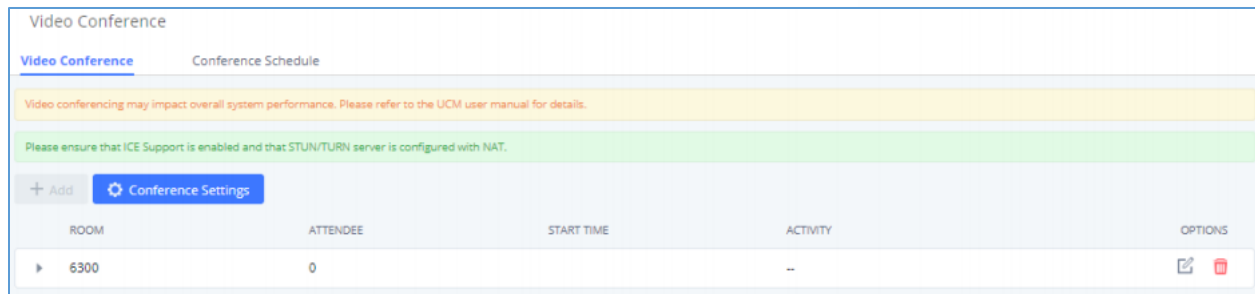 Video Conference
Video Conference Conference Schedule
Video conferencing may impact overall system performance. Please refer to the UCM user manual for details.
Please ensure that ICE Support is enabled and that STUN/TURN server is configured with NAT.
+ Add Conference Settings
ROOM ATTENDEE START TIME ACTIVITY OPTIONS
6300 0 --